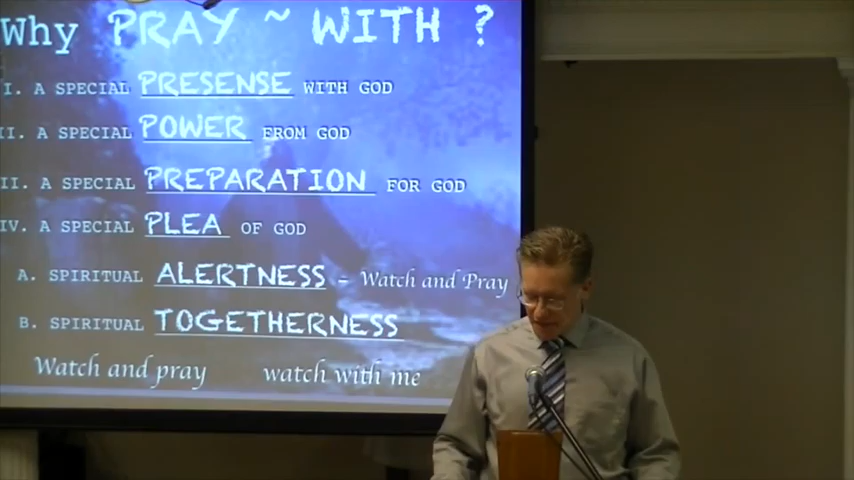 Why PRAY ~ WITH ?
I. A SPECIAL PRESENSE WITH GOD
II. A SPECIAL POWER FROM GOD
II. A SPECIAL PREPARATION FOR GOD
IV. A SPECIAL PLEA OF GOD
A. SPIRITUAL ALERTNESS - Watch and Pray
B. SPIRITUAL TOGETHERNESS
Watch and pray watch with me